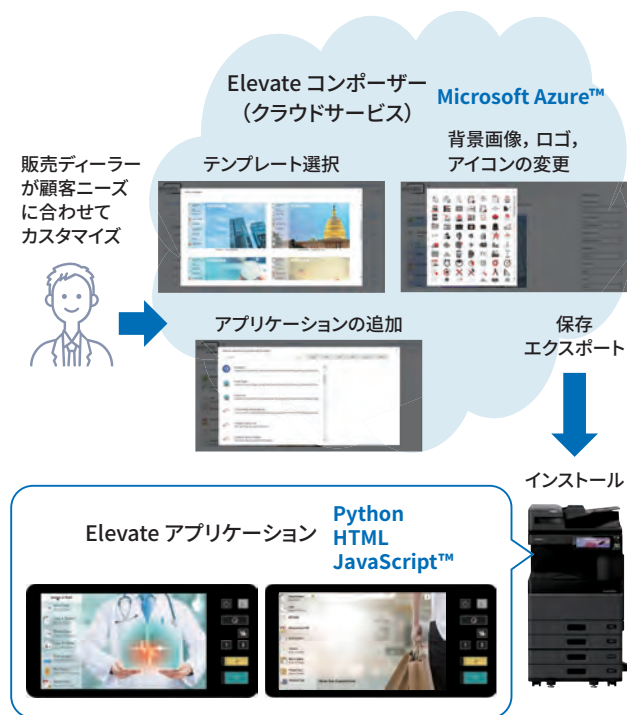 Elevate コンポーザー
（クラウドサービス）
Microsoft Azure™
販売ディーラー
が顧客ニーズ
に合わせて
カスタマイズ
テンプレート選択
背景画像，ロゴ，
アイコンの変更
アプリケーションの追加
保存
エクスポート
インストール
Elevate アプリケーション
Python
HTML
JavaScript™